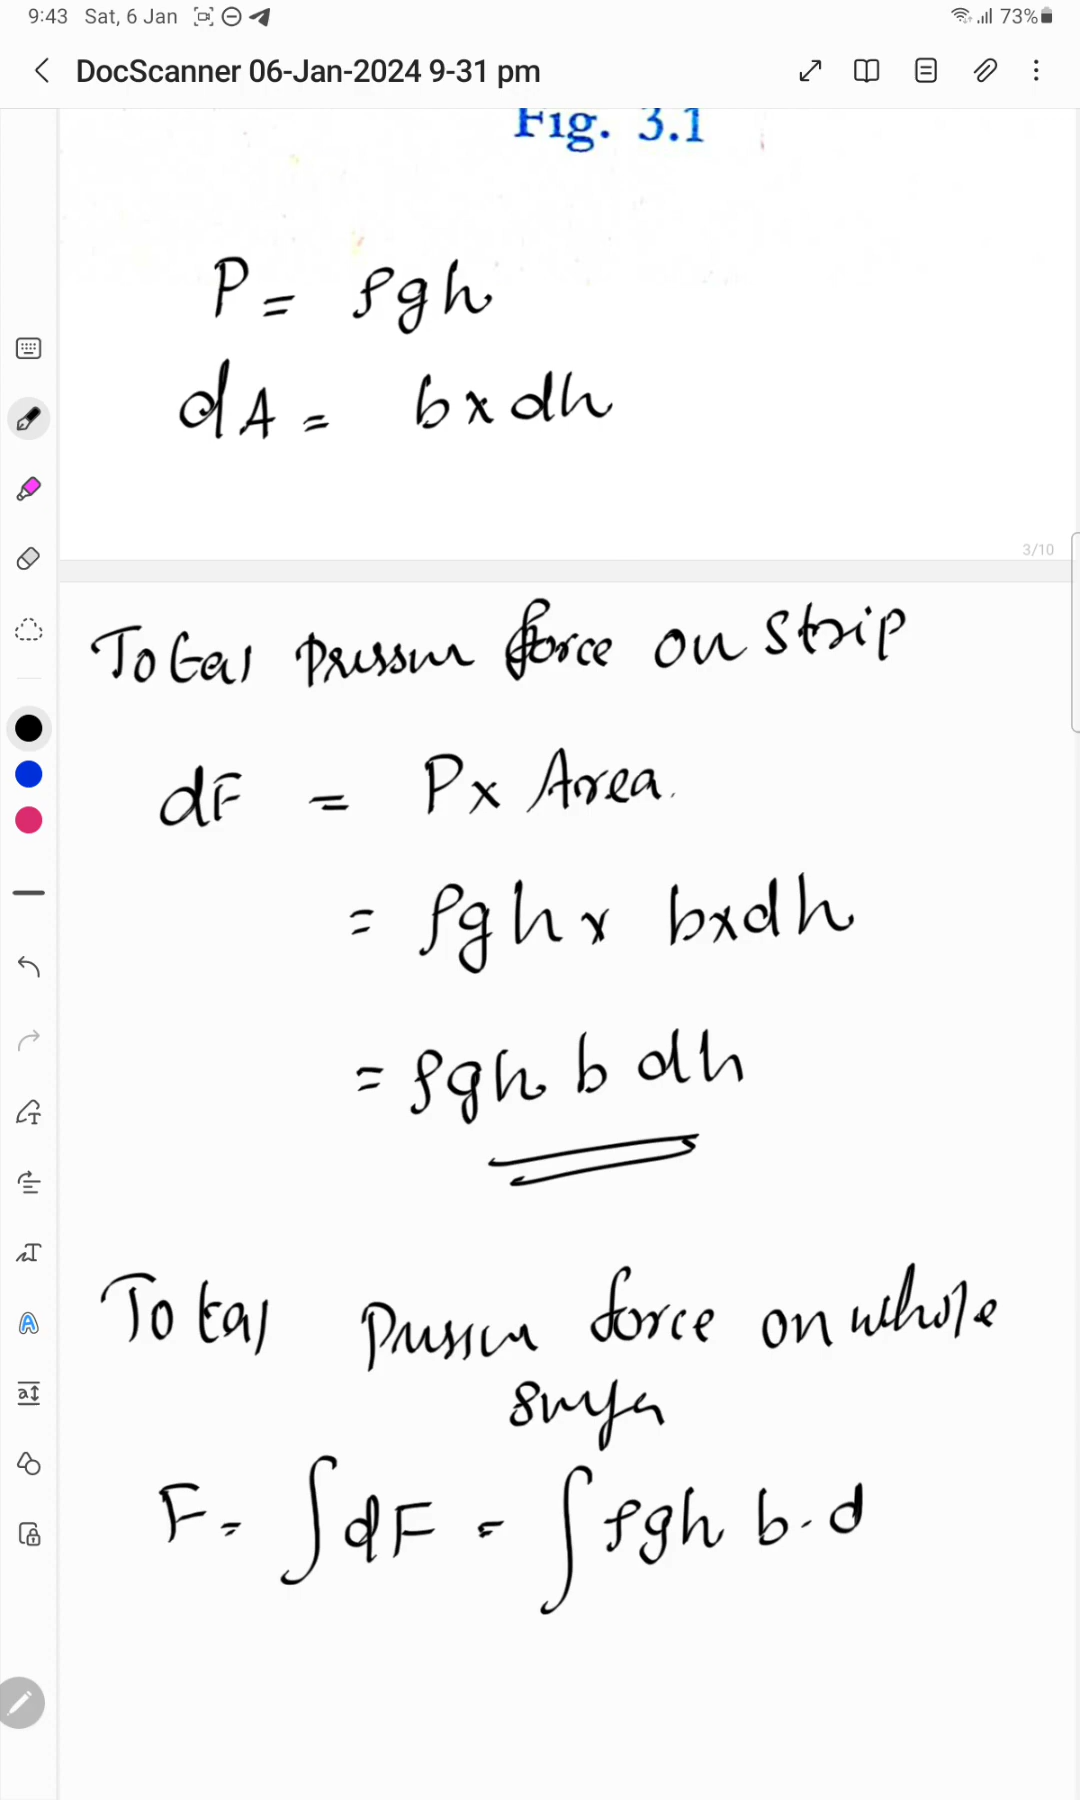 9:43 Sat, 6 Jan 73%
DocScanner 06-Jan-2024 9-31 pm
Fig. 3.1
P = ρgh
dA = b x dh
3/10
Total pressure force on strip
dF = P x Area.
= ρgh x b x dh
= ρgh b dh
Total pressure force on whole
F = ∫dF = ∫ρgh b.d